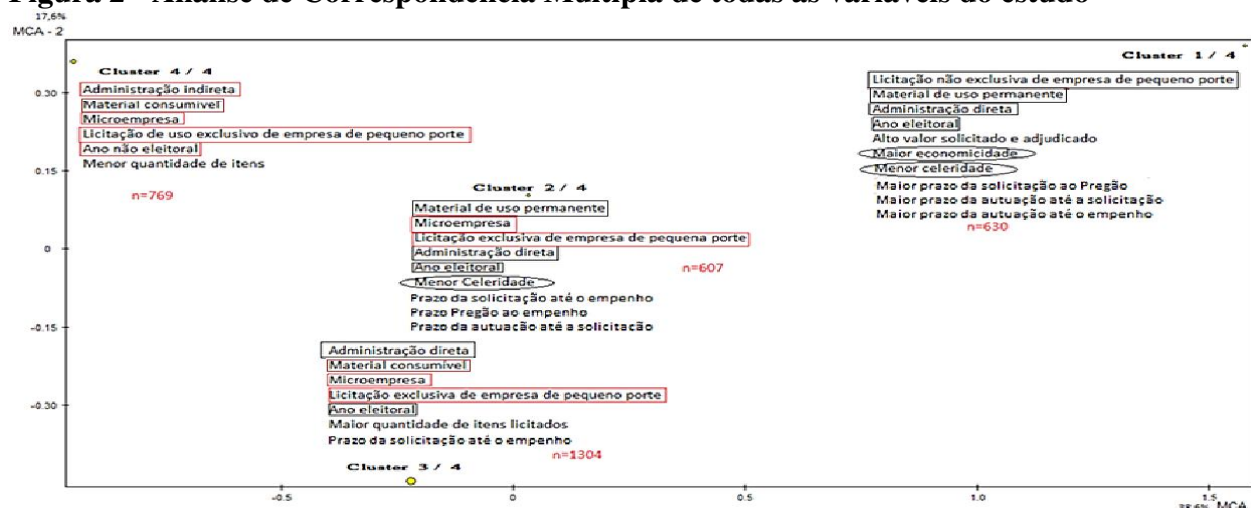 Figura 2 - Análise de Correspondência Múltipla de todas as variáveis do estudo
17,6%
MCA - 2
Cluster 4 / 4
Administração indireta
Material consumível
Microempresa
Licitação de uso exclusivo de empresa de pequeno porte
Ano não eleitoral
Menor quantidade de itens
n=769
Cluster 1 / 4
Licitação não exclusiva de empresa de pequeno porte
Material de uso permanente
Administração direta
Ano eleitoral
Alto valor solicitado e adjudicado
Maior economicidade
Menor celeridade
Maior prazo da solicitação ao Pregão
Maior prazo da autuação até a solicitação
Maior prazo da autuação até o empenho
n=630
Cluster 2 / 4
Material de uso permanente
Microempresa
Licitação exclusiva de empresa de pequena porte
Administração direta
Ano eleitoral
Menor Celeridade
n=607
Prazo da solicitação até o empenho
Prazo Pregão ao empenho
Prazo da autuação até a solicitação
Administração direta
Material consumível
Microempresa
Licitação exclusiva de empresa de pequeno porte
Ano eleitoral
Maior quantidade de itens licitados
Prazo da solicitação até o empenho
n=1304
Cluster 3 / 4
0.30
0.15
0
-0.15
-0.30
-0.5
0
0.5
1.0
1.5
MCA